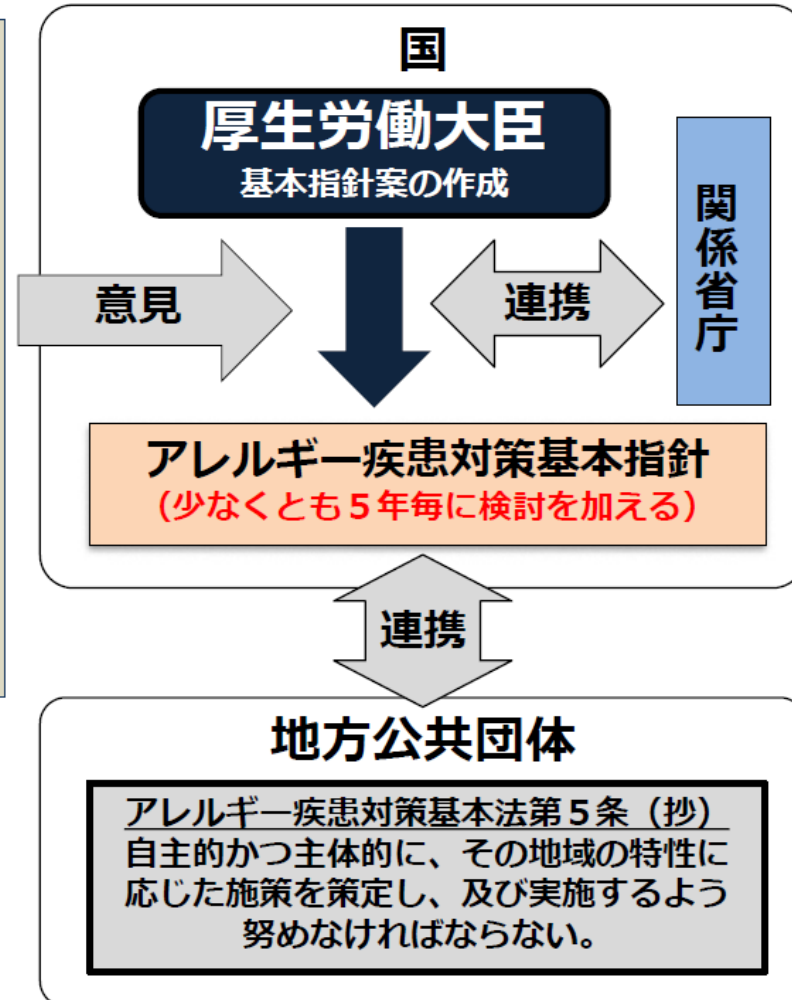 国
厚生労働大臣
基本指針案の作成
関係省庁
意見
連携
アレルギー疾患対策基本指針
（少なくとも５年毎に検討を加える）
連携
地方公共団体
アレルギー疾患対策基本法第５条（抄）
自主的かつ主体的に、その地域の特性に
応じた施策を策定し、及び実施するよう
努めなければならない。